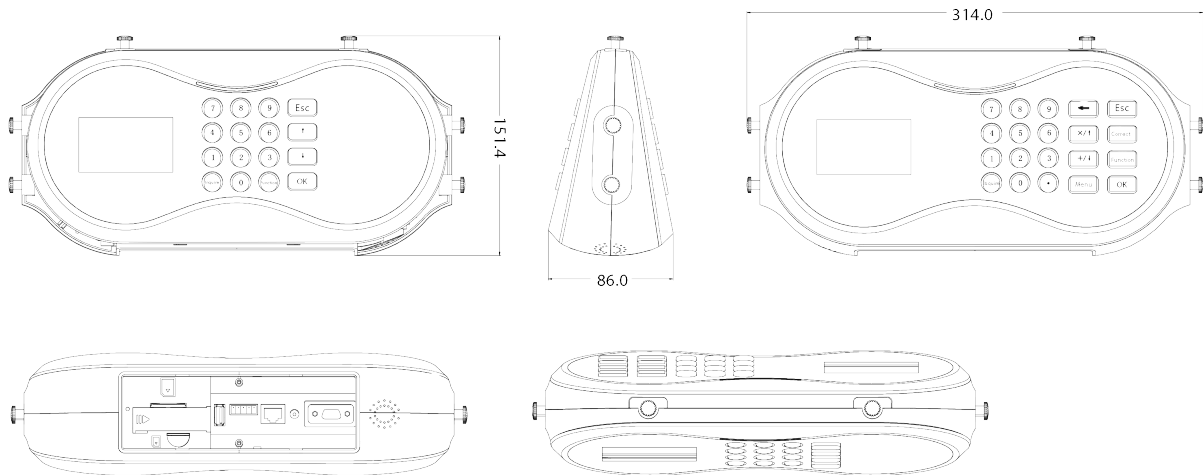 314.0
7 8 9 Esc
4 5 6 ↑
1 2 3 ↓
0 OK
151.4
7 8 9 ← Esc
4 5 6 ×/↑ Correct
1 2 3 +/↓ Function
0 • Menu OK
86.0